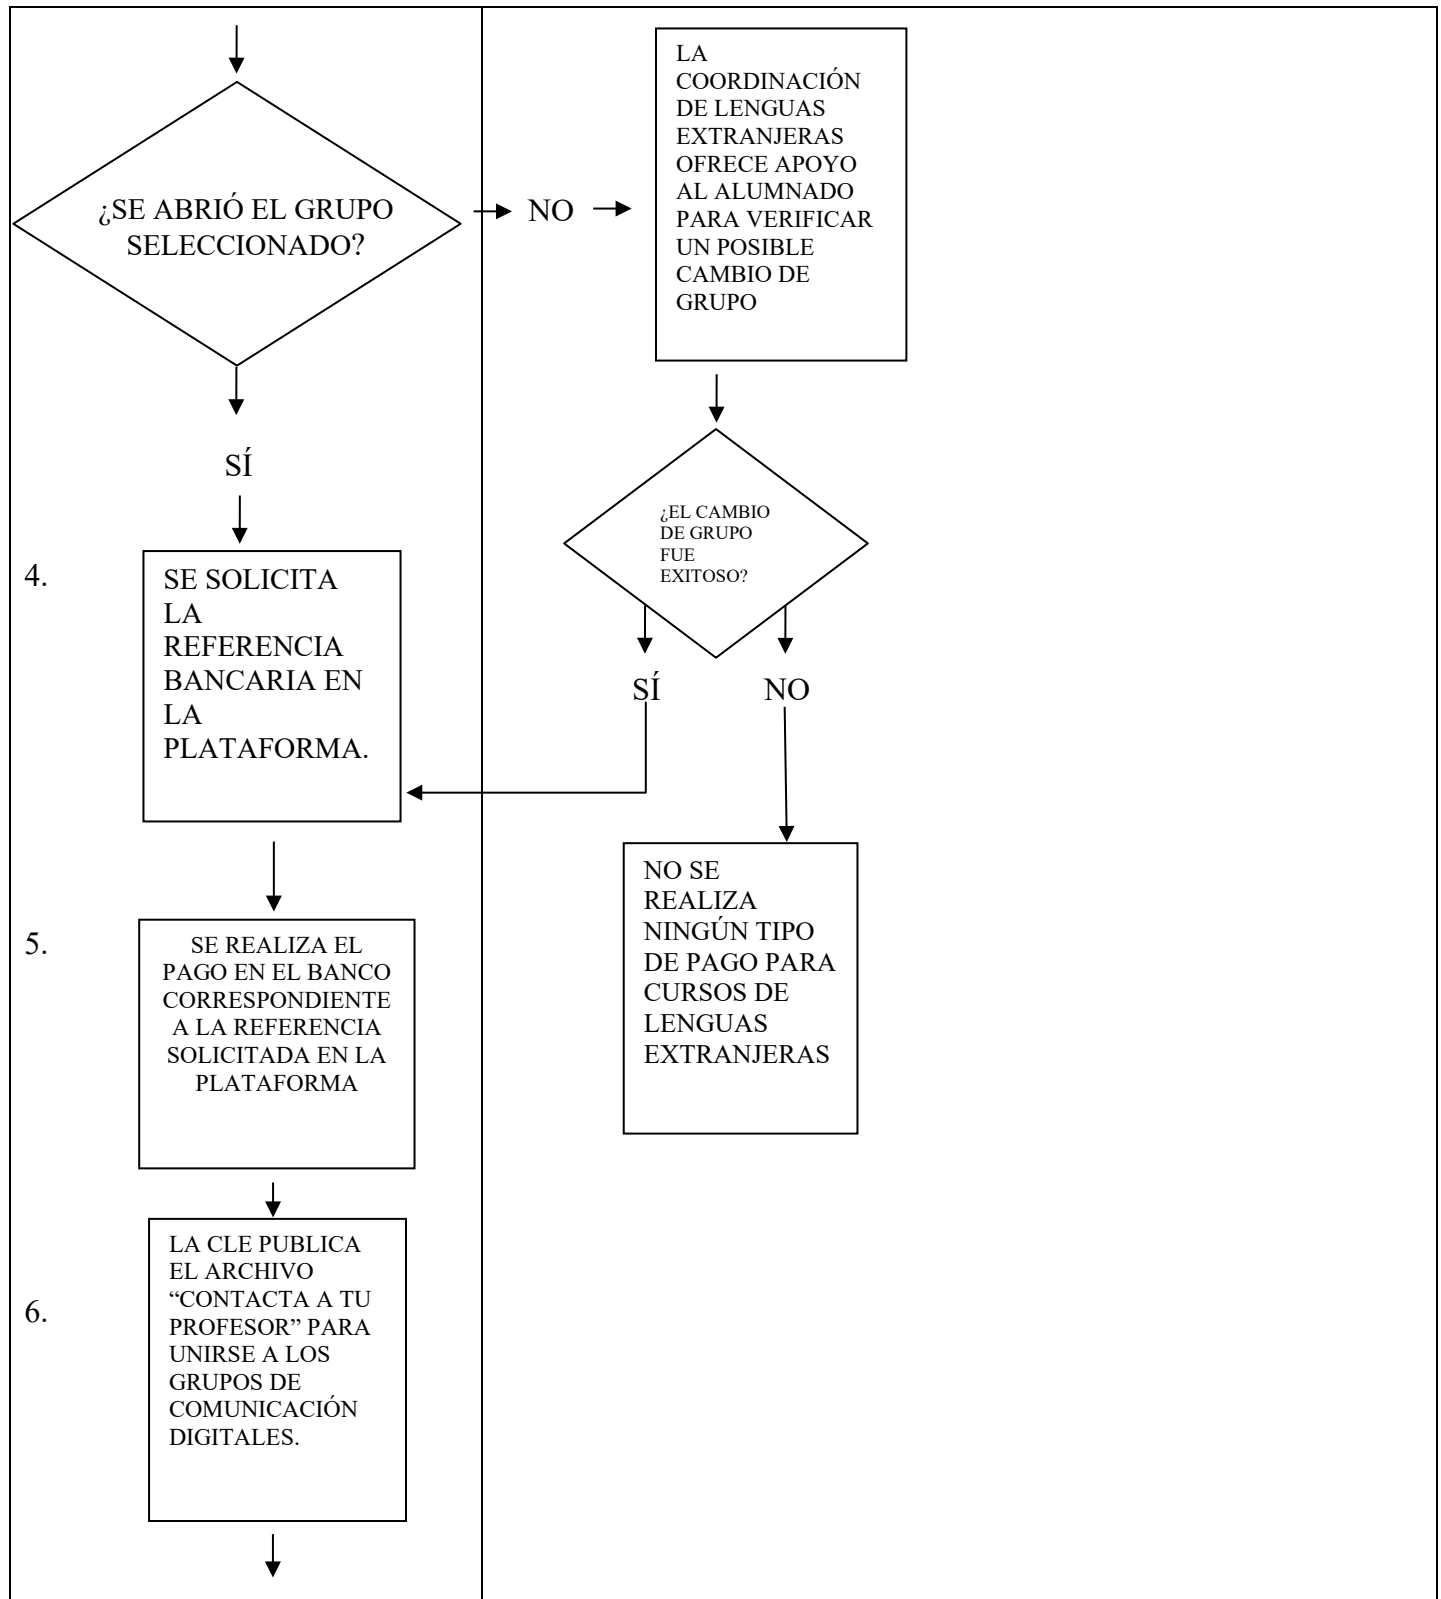 ¿SE ABRIÓ EL GRUPO
SELECCIONADO?
NO
LA
COORDINACIÓN
DE LENGUAS
EXTRANJERAS
OFRECE APOYO
AL ALUMNADO
PARA VERIFICAR
UN POSIBLE
CAMBIO DE
GRUPO
SÍ
¿EL CAMBIO
DE GRUPO
FUE
EXITOSO?
SÍ
NO
4.
SE SOLICITA
LA
REFERENCIA
BANCARIA EN
LA
PLATAFORMA.
NO SE
REALIZA
NINGÚN TIPO
DE PAGO PARA
CURSOS DE
LENGUAS
EXTRANJERAS
5.
SE REALIZA EL
PAGO EN EL BANCO
CORRESPONDIENTE
A LA REFERENCIA
SOLICITADA EN LA
PLATAFORMA
6.
LA CLE PUBLICA
EL ARCHIVO
“CONTACTA A TU
PROFESOR” PARA
UNIRSE A LOS
GRUPOS DE
COMUNICACIÓN
DIGITALES.